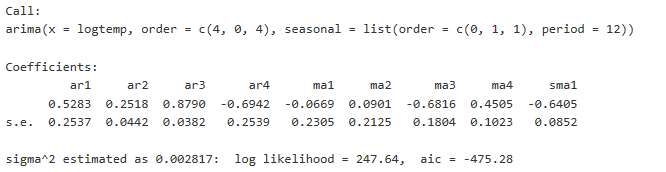 Call:
arima(x = logtemp, order = c(4, 0, 4), seasonal = list(order = c(0, 1, 1), period = 12))
Coefficients:
ar1 ar2 ar3 ar4 ma1 ma2 ma3 ma4 sma1
0.5283 0.2518 0.8790 -0.6942 -0.0669 0.0901 -0.6816 0.4505 -0.6405
s.e. 0.2537 0.0442 0.0382 0.2539 0.2305 0.2125 0.1804 0.1023 0.0852
sigma^2 estimated as 0.002817: log likelihood = 247.64, aic = -475.28